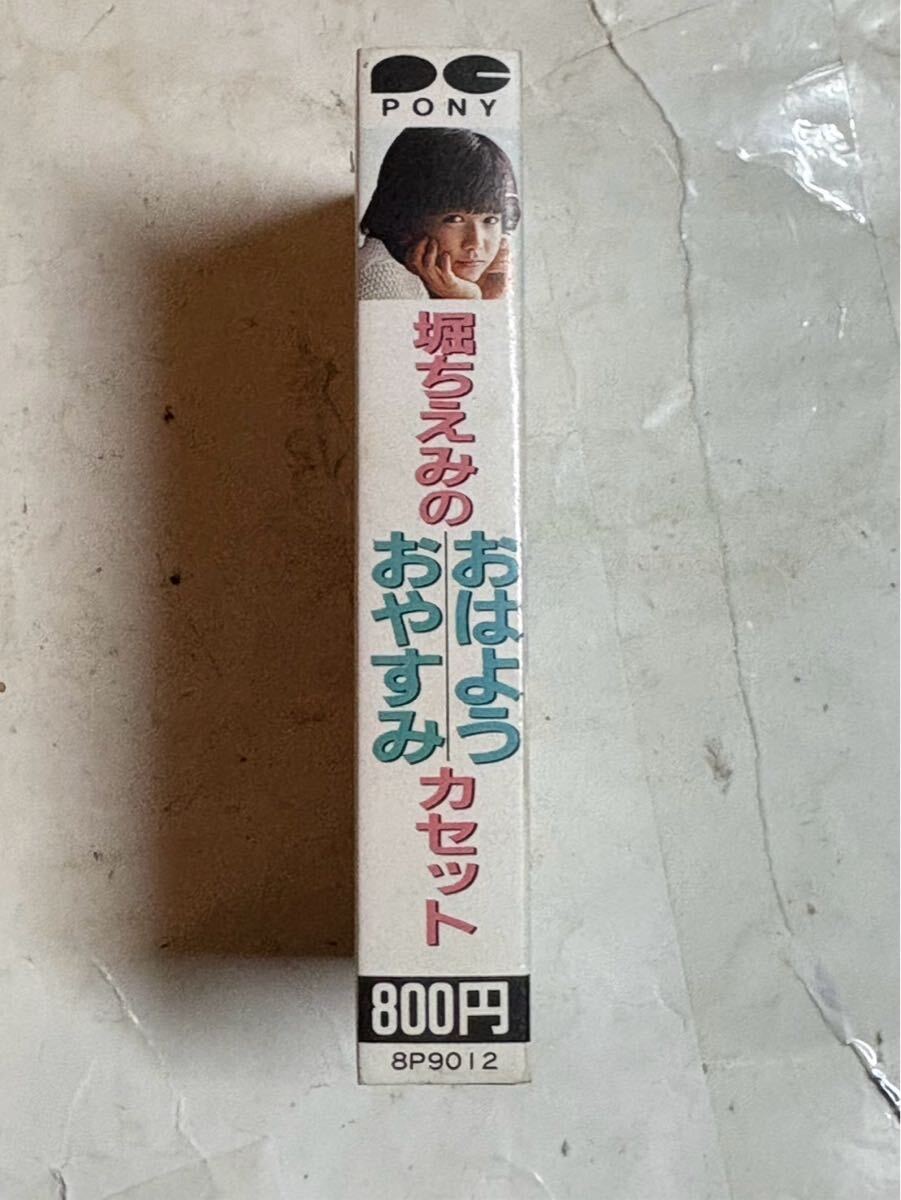 PC
PONY
堀ちえみの
おはよう
おやすみ
カセット
800円
8P9012